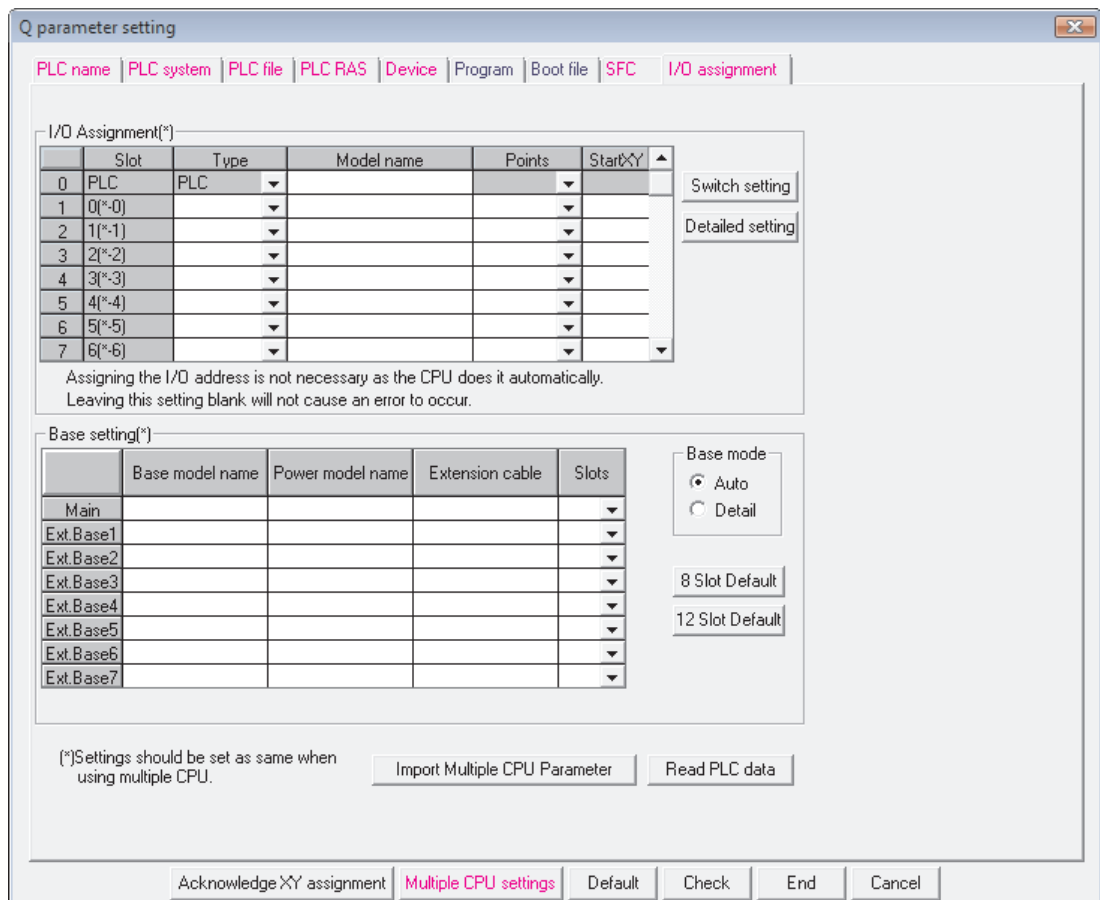 Q parameter setting
PLC name PLC system PLC file PLC RAS Device Program Boot file SFC I/O assignment
I/O Assignment(*)
Slot Type Model name Points StartXY
0 PLC PLC
1 0(*-0)
2 1(*-1)
3 2(*-2)
4 3(*-3)
5 4(*-4)
6 5(*-5)
7 6(*-6)
Switch setting
Detailed setting
Assigning the I/O address is not necessary as the CPU does it automatically.
Leaving this setting blank will not cause an error to occur.
Base setting(*)
Base model name Power model name Extension cable Slots
Main
Ext.Base1
Ext.Base2
Ext.Base3
Ext.Base4
Ext.Base5
Ext.Base6
Ext.Base7
Base mode
Auto
Detail
8 Slot Default
12 Slot Default
(*)Settings should be set as same when
using multiple CPU.
Import Multiple CPU Parameter Read PLC data
Acknowledge XY assignment Multiple CPU settings Default Check End Cancel